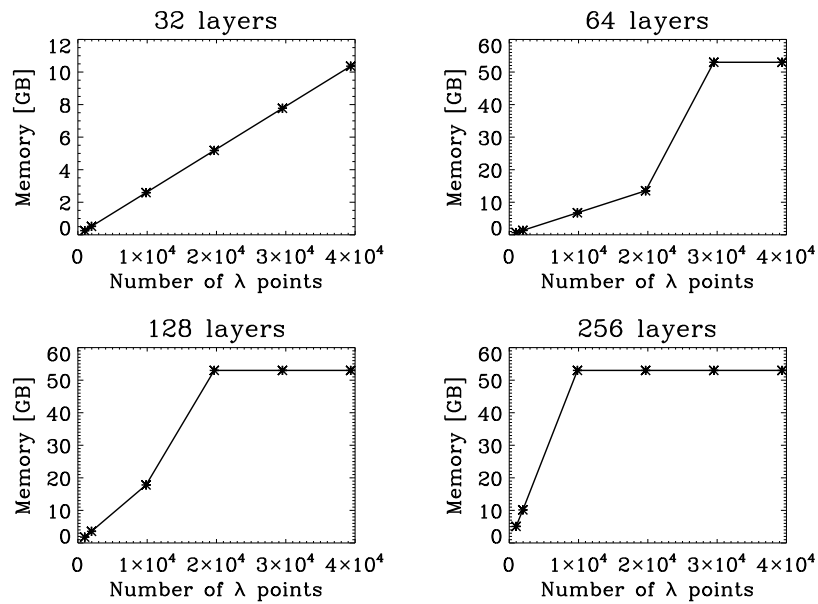 32 layers
64 layers
Memory [GB]
12
10
8
6
4
2
0
0 1×10⁴ 2×10⁴ 3×10⁴ 4×10⁴
Number of λ points
Memory [GB]
60
50
40
30
20
10
0
0 1×10⁴ 2×10⁴ 3×10⁴ 4×10⁴
Number of λ points
128 layers
256 layers
Memory [GB]
60
50
40
30
20
10
0
0 1×10⁴ 2×10⁴ 3×10⁴ 4×10⁴
Number of λ points
Memory [GB]
60
50
40
30
20
10
0
0 1×10⁴ 2×10⁴ 3×10⁴ 4×10⁴
Number of λ points